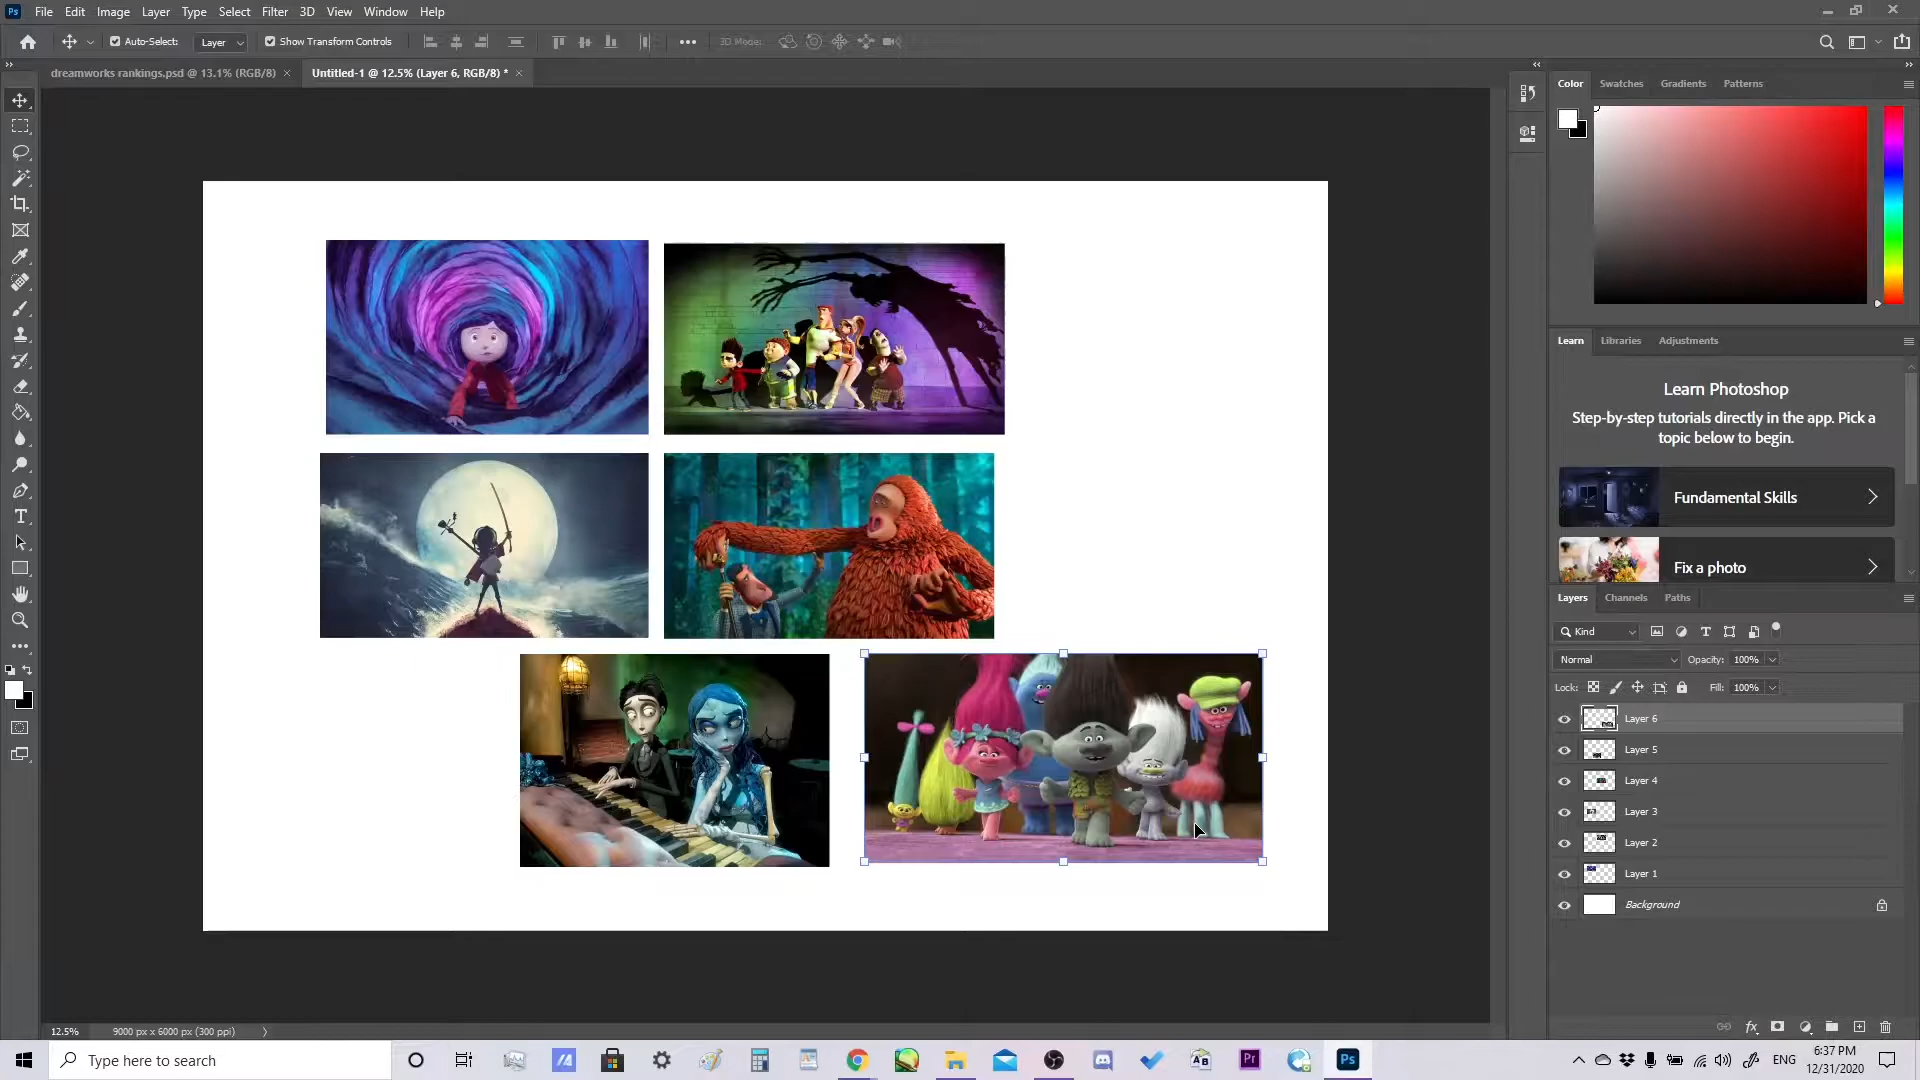 Ps File Edit Image Layer Type Select Filter 3D View Window Help
Auto-Select: Layer Show Transform Controls 3D Mode:
dreamworks rankings.psd @ 13.1% (RGB/8) × Untitled-1 @ 12.5% (Layer 6, RGB/8) * ×
Color Swatches Gradients Patterns
Learn Libraries Adjustments
Learn Photoshop
Step-by-step tutorials directly in the app. Pick a
topic below to begin.
Fundamental Skills
Fix a photo
Layers Channels Paths
Kind
Normal Opacity: 100%
Lock: Fill: 100%
Layer 6
Layer 5
Layer 4
Layer 3
Layer 2
Layer 1
Background
12.5% 9000 px x 6000 px (300 ppi)
Type here to search
Pr
Ps
ENG
6:37 PM
12/31/2020